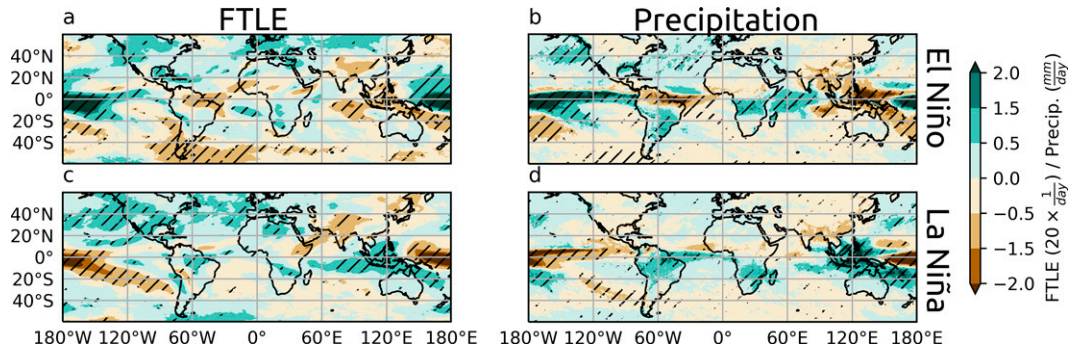 a
FTLE
b
Precipitation
40°N
20°N
0°
20°S
40°S
El Niño
c
d
40°N
20°N
0°
20°S
40°S
La Niña
180°W 120°W 60°W 0° 60°E 120°E 180°E
180°W 120°W 60°W 0° 60°E 120°E 180°E
2.0
1.5
0.5
0.0
−0.5
−1.5
−2.0
FTLE (20 × 1/day) / Precip. (mm/day)